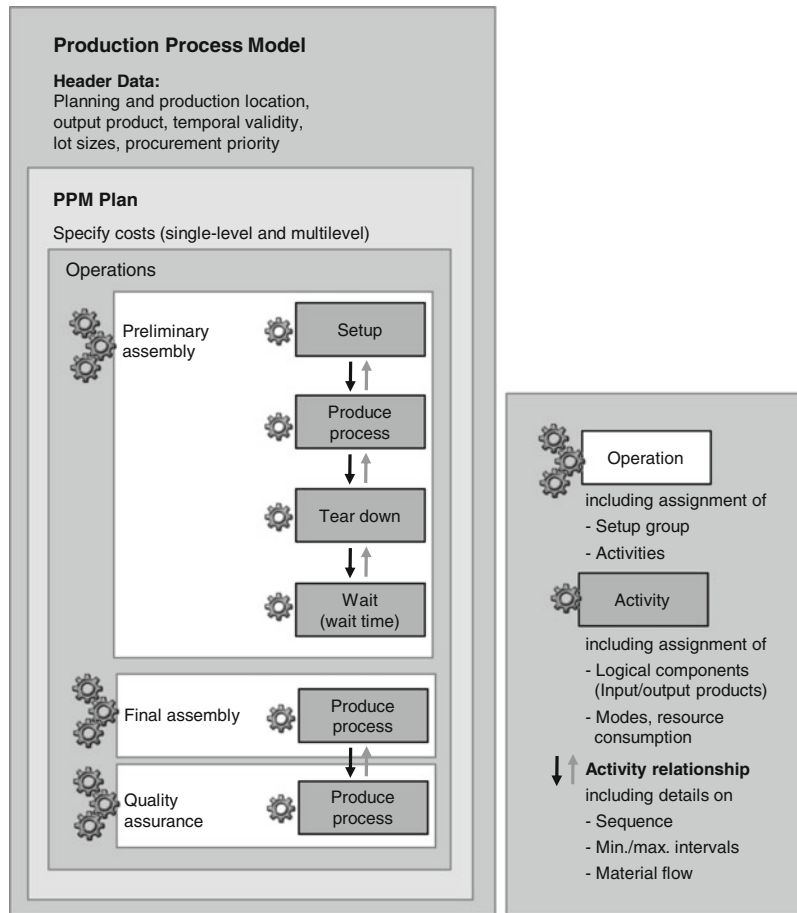 Production Process Model
Header Data:
Planning and production location,
output product, temporal validity,
lot sizes, procurement priority
PPM Plan
Specify costs (single-level and multilevel)
Operations
Preliminary
assembly
Setup
Produce
process
Tear down
Wait
(wait time)
Final assembly
Produce
process
Quality
assurance
Produce
process
Operation
including assignment of
- Setup group
- Activities
Activity
including assignment of
- Logical components
(Input/output products)
- Modes, resource
consumption
Activity relationship
including details on
- Sequence
- Min./max. intervals
- Material flow